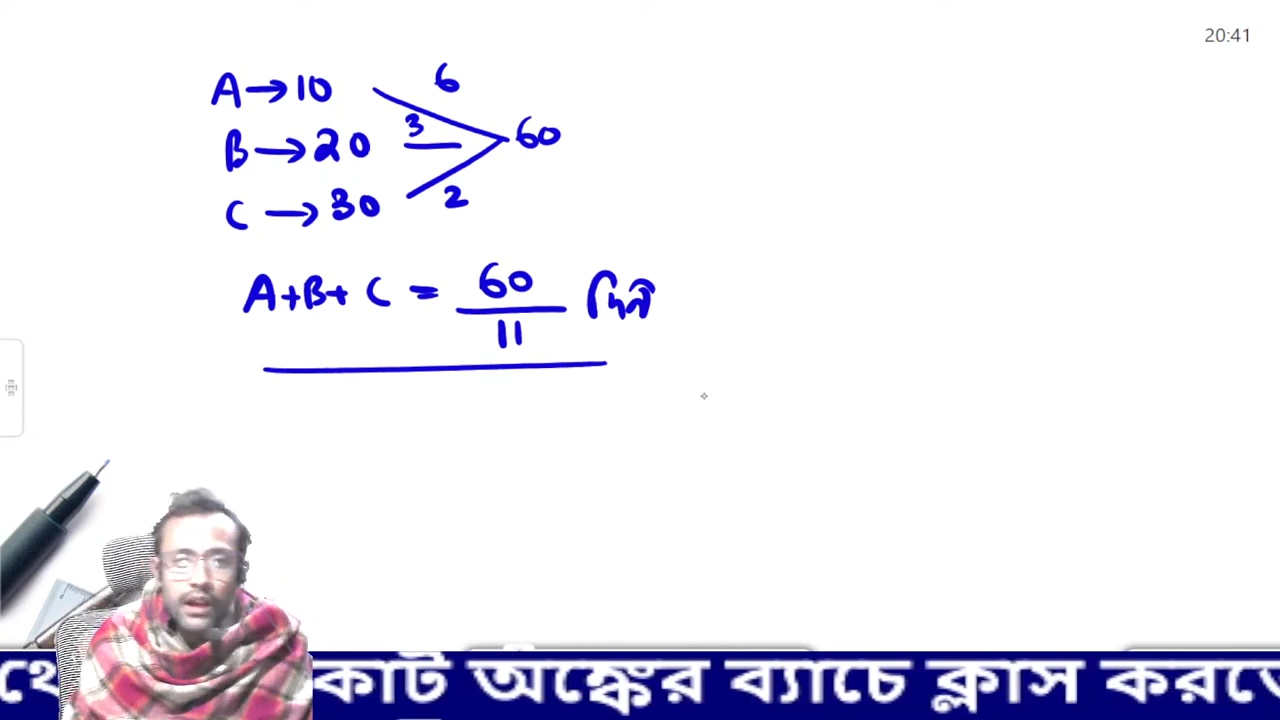 20:41
A→10 6
B→20 3 60
C→30 2
A+B+C = 60/11
কাট অঙ্কের ব্যাচে ক্লাস করতে